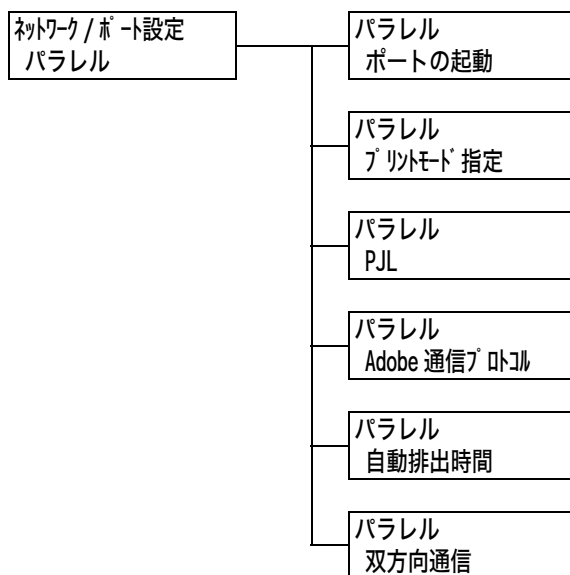 ﾈｯﾄﾜｰｸ / ﾎﾟｰﾄ設定
パラレル
パラレル
ポートの起動
パラレル
ﾌﾟﾘﾝﾄﾓｰﾄﾞ指定
パラレル
PJL
パラレル
Adobe 通信ﾌﾟﾛﾄｺﾙ
パラレル
自動排出時間
パラレル
双方向通信